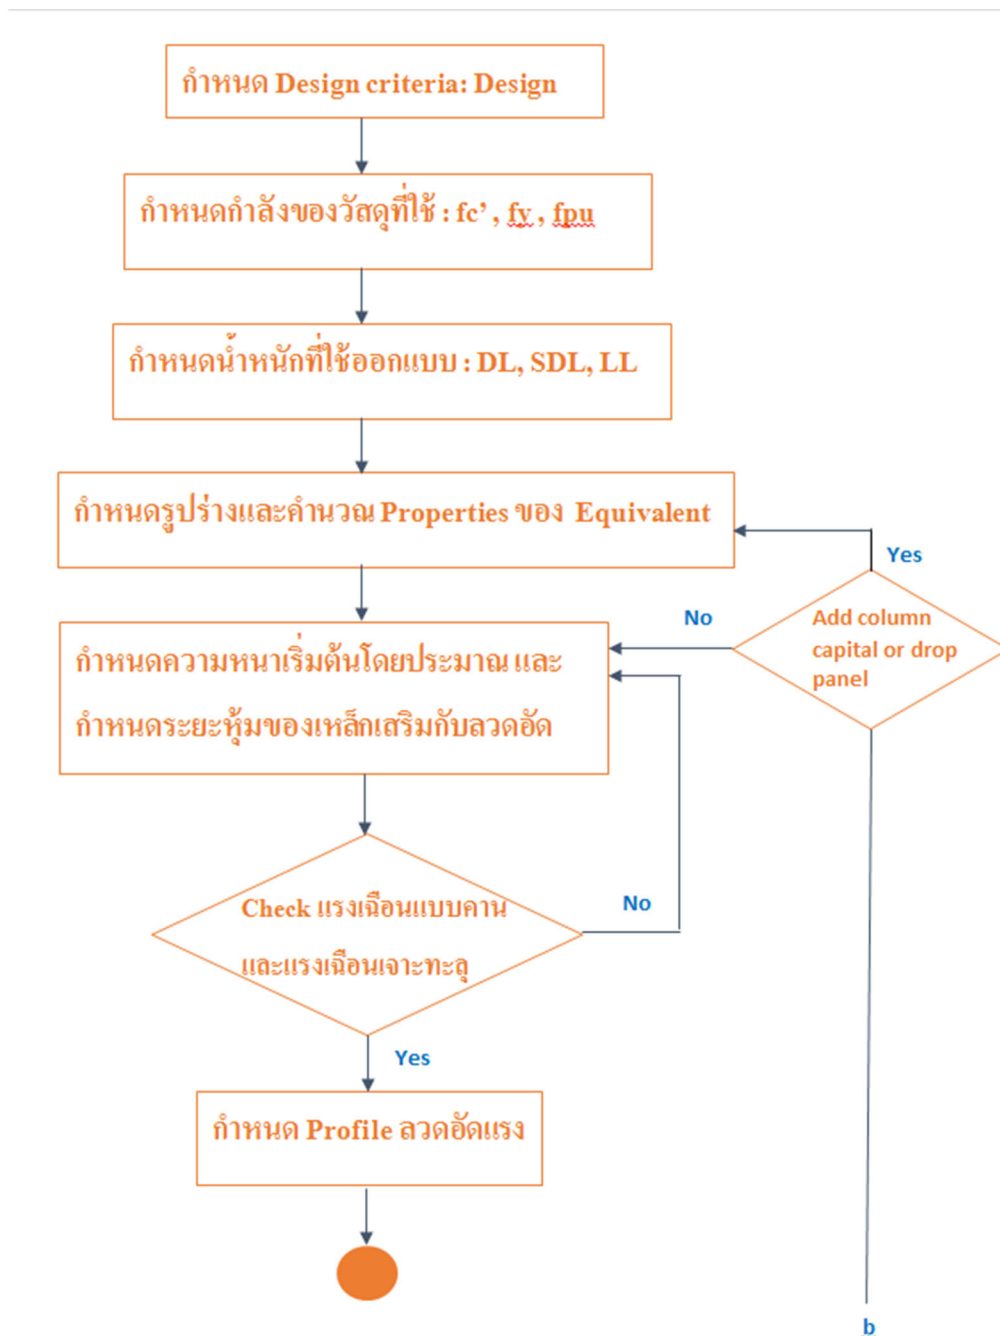 กำหนด Design criteria: Design
กำหนดกำลังของวัสดุที่ใช้ : fc’ , fy , fpu
กำหนดน้ำหนักที่ใช้ออกแบบ : DL, SDL, LL
กำหนดรูปร่างและคำนวณ Properties ของ Equivalent
Yes
No
Add column
capital or drop
panel
กำหนดความหนาเริ่มต้นโดยประมาณ และ
กำหนดระยะหุ้มของเหล็กเสริมกับลวดอัด
Check แรงเฉือนแบบคาน
และแรงเฉือนเจาะทะลุ
No
Yes
กำหนด Profile ลวดอัดแรง
b